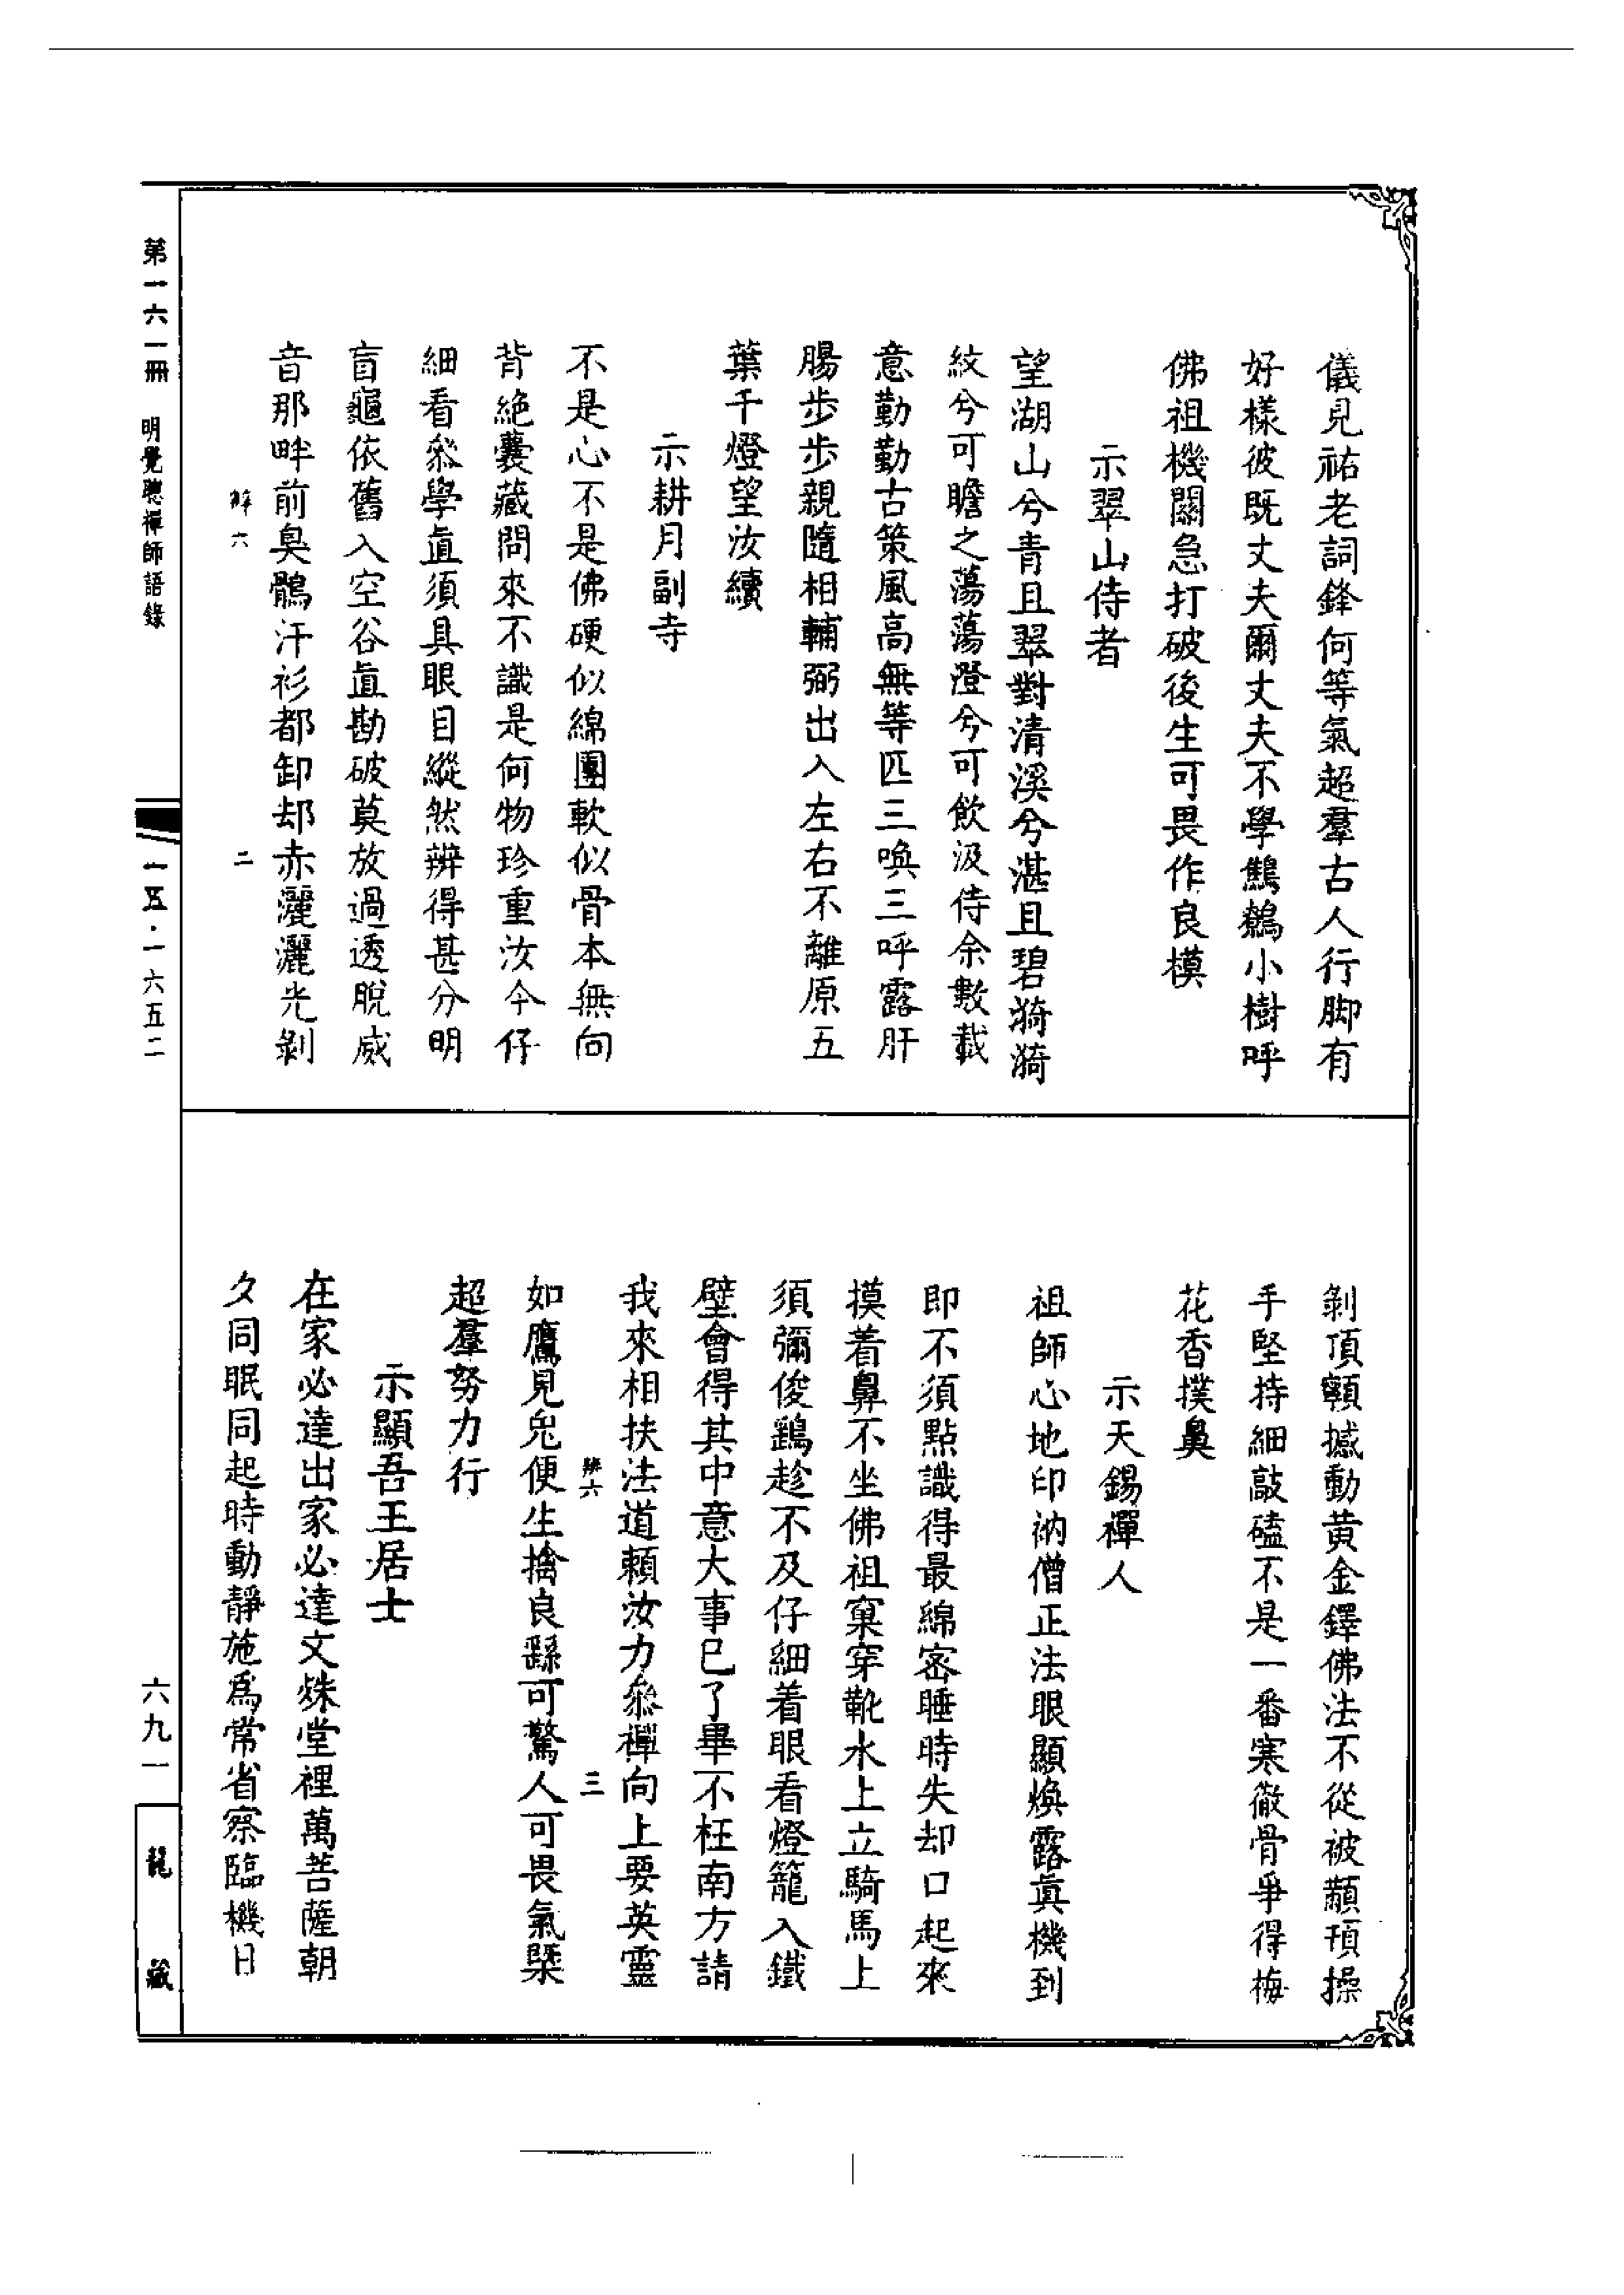 儀見祐老詞鋒何等氣超羣古人行脚有
好樣彼既丈夫爾丈夫不學鷦鷯小樹呼
佛祖機關急打破後生可畏作良模
示翠山侍者
望湖山兮青且翠對清溪兮湛且碧漪漪
紋兮可瞻之蕩蕩澄兮可飲汲侍余數載
意勤勤古策風高無等匹三喚三呼露肝
腸步步親隨相輔弼出入左右不離原五
葉千燈望汝續
示耕月副寺
不是心不是佛硬似綿團軟似骨本無向
背絶囊藏問來不識是何物珍重汝今仔
細看叅學直須具眼目縱然辨得甚分明
盲龜依舊入空谷直勘破莫放過透脫威
音那畔前臭鶻汗衫都卸却赤灑灑光剝
二
剝頂𩕳撼動黃金鐸佛法不從被顢頇操
手堅持細敲磕不是一番寒徹骨爭得梅
花香撲鼻
示天錫禪人
祖師心地印衲僧正法眼顯煥露眞機到
即不須點識得最綿密睡時失却口起來
摸着鼻不坐佛祖窠穿靴水上立騎馬上
須彌俊鷂趁不及仔細着眼看燈籠入鐵
壁會得其中意大事已了畢不枉南方請
我來相扶法道賴汝力叅禪向上要英靈
三
如鷹見兎便生擒良繇可驚人可畏氣槩
超羣努力行
示顯吾王居士
在家必達出家必達文殊堂裡萬菩薩朝
夕同眠同起時動靜施爲常省察臨機日
第一六一冊 明覺聰禪師語錄
一五·一六五二
六九一
龍藏